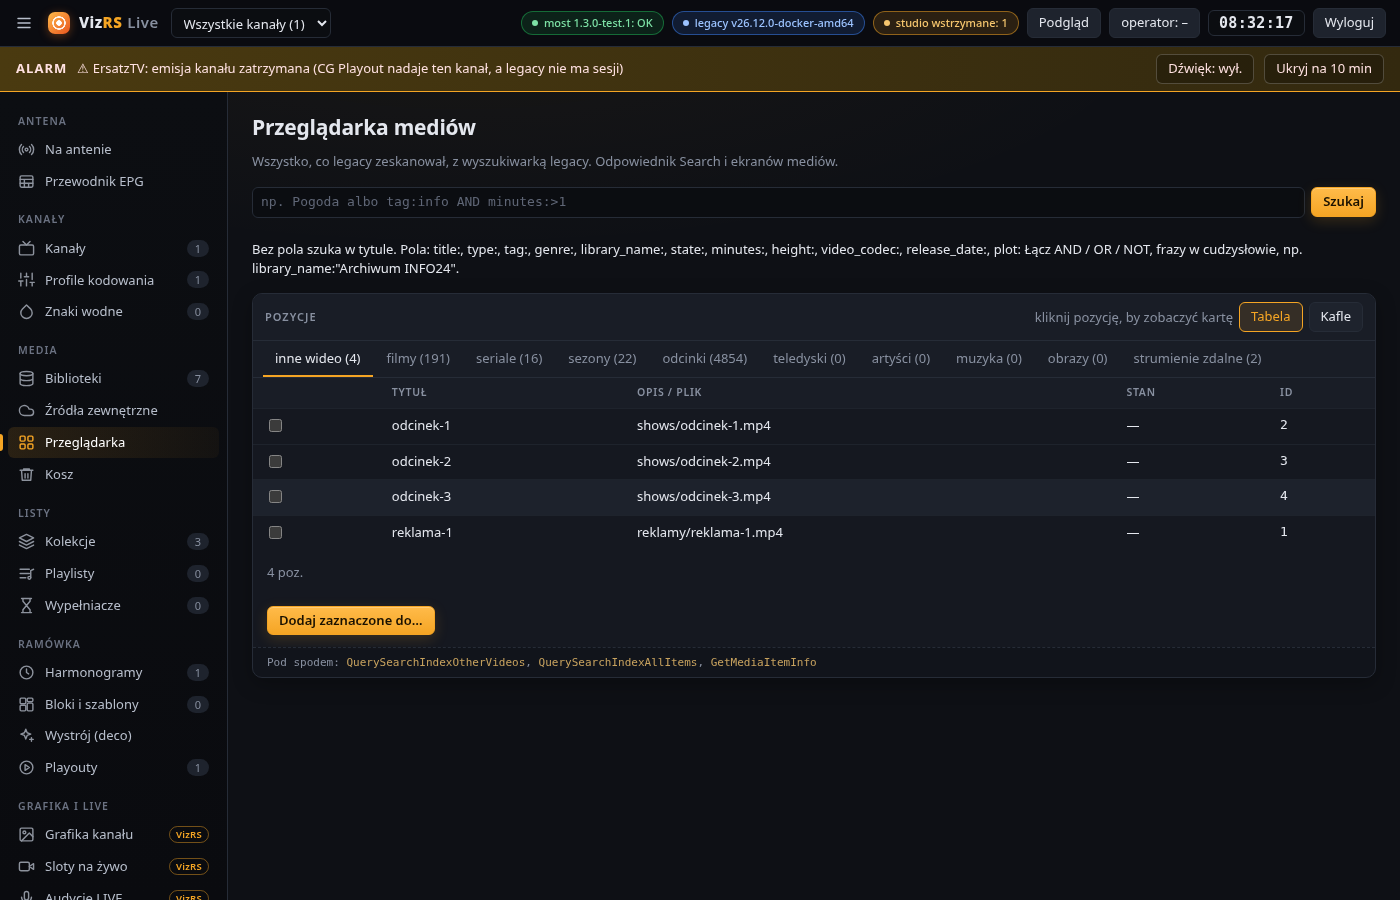 VizRS Live
Wszystkie kanały (1)
most 1.3.0-test.1: OK
legacy v26.12.0-docker-amd64
studio wstrzymane: 1
Podgląd
operator: –
08:32:17
Wyloguj
ALARM ⚠ ErsatzTV: emisja kanału zatrzymana (CG Playout nadaje ten kanał, a legacy nie ma sesji)
Dźwięk: wył.
Ukryj na 10 min
ANTENA
Na antenie
Przewodnik EPG
KANAŁY
Kanały 1
Profile kodowania 1
Znaki wodne 0
MEDIA
Biblioteki 7
Źródła zewnętrzne
Przeglądarka
Kosz
LISTY
Kolekcje 3
Playlisty 0
Wypełniacze 0
RAMÓWKA
Harmonogramy 1
Bloki i szablony 0
Wystrój (deco)
Playouty 1
GRAFIKA I LIVE
Grafika kanału VizRS
Sloty na żywo VizRS
Audycje LIVE VizRS
Przeglądarka mediów
Wszystko, co legacy zeskanował, z wyszukiwarką legacy. Odpowiednik Search i ekranów mediów.
np. Pogoda albo tag:info AND minutes:>1
Szukaj
Bez pola szuka w tytule. Pola: title:, type:, tag:, genre:, library_name:, state:, minutes:, height:, video_codec:, release_date:, plot: Łącz AND / OR / NOT, frazy w cudzysłowie, np.
library_name:"Archiwum INFO24".
POZYCJE
kliknij pozycję, by zobaczyć kartę
Tabela
Kafle
inne wideo (4)
filmy (191)
seriale (16)
sezony (22)
odcinki (4854)
teledyski (0)
artyści (0)
muzyka (0)
obrazy (0)
strumienie zdalne (2)
TYTUŁ OPIS / PLIK STAN ID
odcinek-1 shows/odcinek-1.mp4 — 2
odcinek-2 shows/odcinek-2.mp4 — 3
odcinek-3 shows/odcinek-3.mp4 — 4
reklama-1 reklamy/reklama-1.mp4 — 1
4 poz.
Dodaj zaznaczone do...
Pod spodem: QuerySearchIndexOtherVideos, QuerySearchIndexAllItems, GetMediaItemInfo